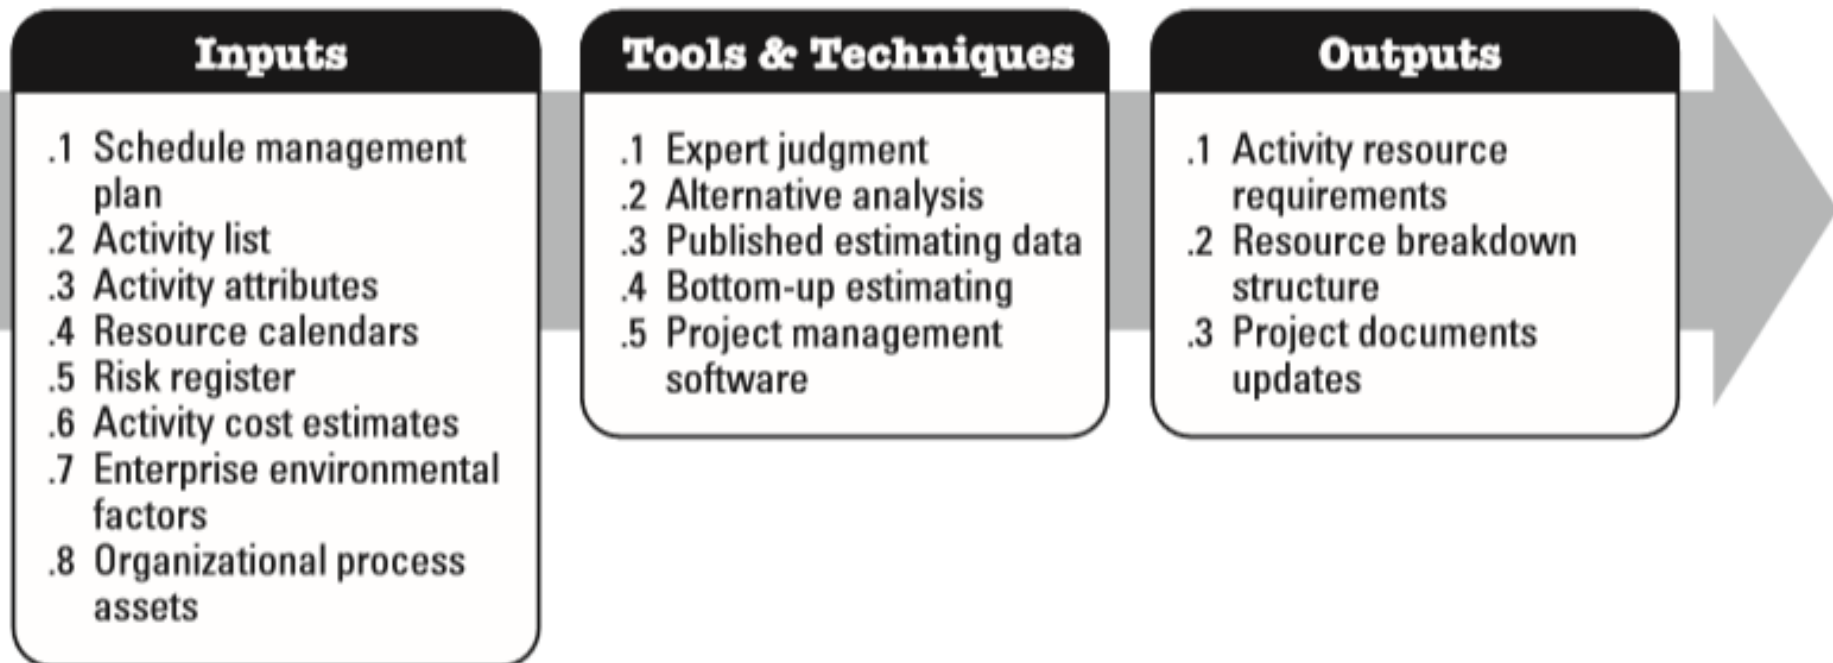 Inputs
.1 Schedule management
plan
.2 Activity list
.3 Activity attributes
.4 Resource calendars
.5 Risk register
.6 Activity cost estimates
.7 Enterprise environmental
factors
.8 Organizational process
assets
Tools & Techniques
.1 Expert judgment
.2 Alternative analysis
.3 Published estimating data
.4 Bottom-up estimating
.5 Project management
software
Outputs
.1 Activity resource
requirements
.2 Resource breakdown
structure
.3 Project documents
updates